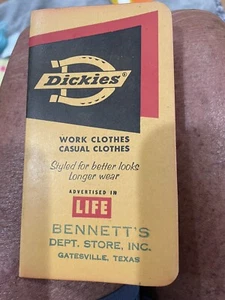 Dickies®
WORK CLOTHES
CASUAL CLOTHES
Styled for better looks
Longer wear
ADVERTISED IN
LIFE
BENNETT'S
DEPT. STORE, INC.
GATESVILLE, TEXAS